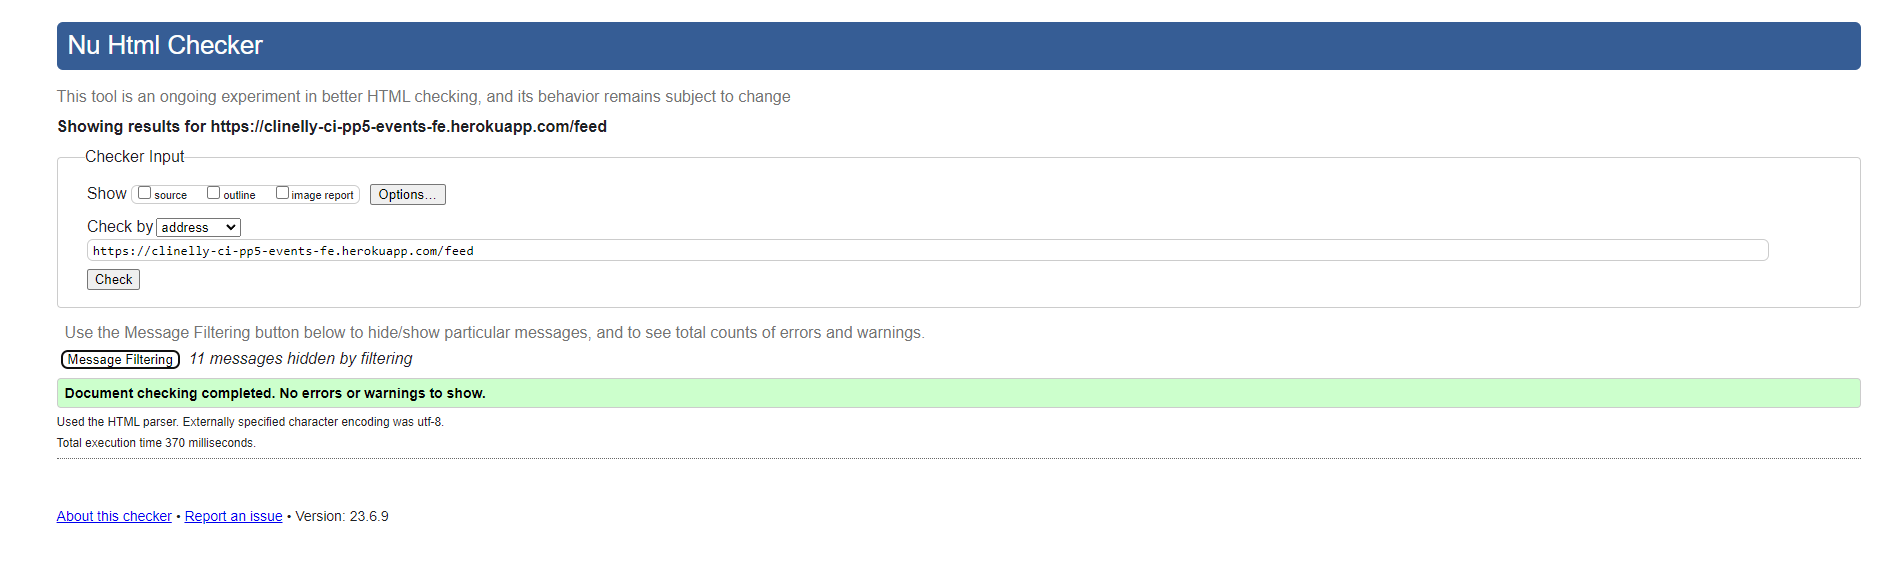 Nu Html Checker
This tool is an ongoing experiment in better HTML checking, and its behavior remains subject to change
Showing results for https://clinelly-ci-pp5-events-fe.herokuapp.com/feed
Checker Input
Show source outline image report Options...
Check by address
https://clinelly-ci-pp5-events-fe.herokuapp.com/feed
Check
Use the Message Filtering button below to hide/show particular messages, and to see total counts of errors and warnings.
Message Filtering 11 messages hidden by filtering
Document checking completed. No errors or warnings to show.
Used the HTML parser. Externally specified character encoding was utf-8.
Total execution time 370 milliseconds.
About this checker • Report an issue • Version: 23.6.9